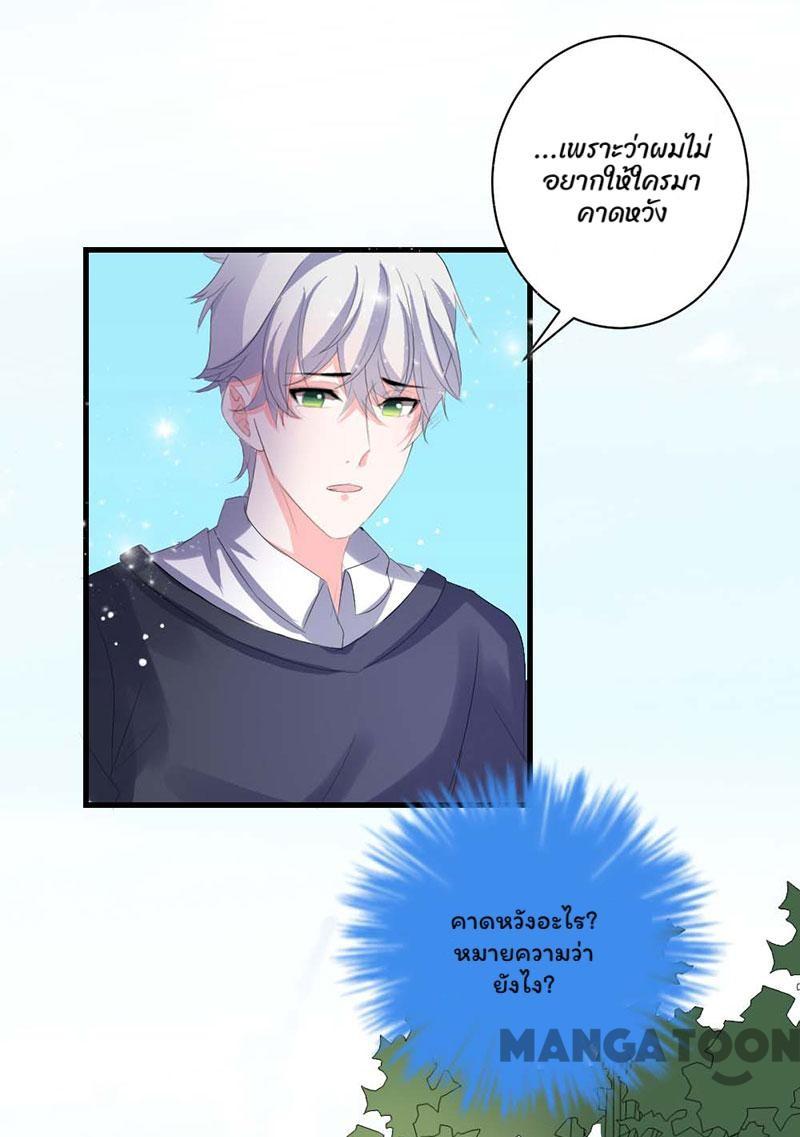 ...เพราะว่าผมไม่
อยากให้ใครมา
คาดหวัง
คาดหวังอะไร?
หมายความว่า
ยังไง?
MANGATOON